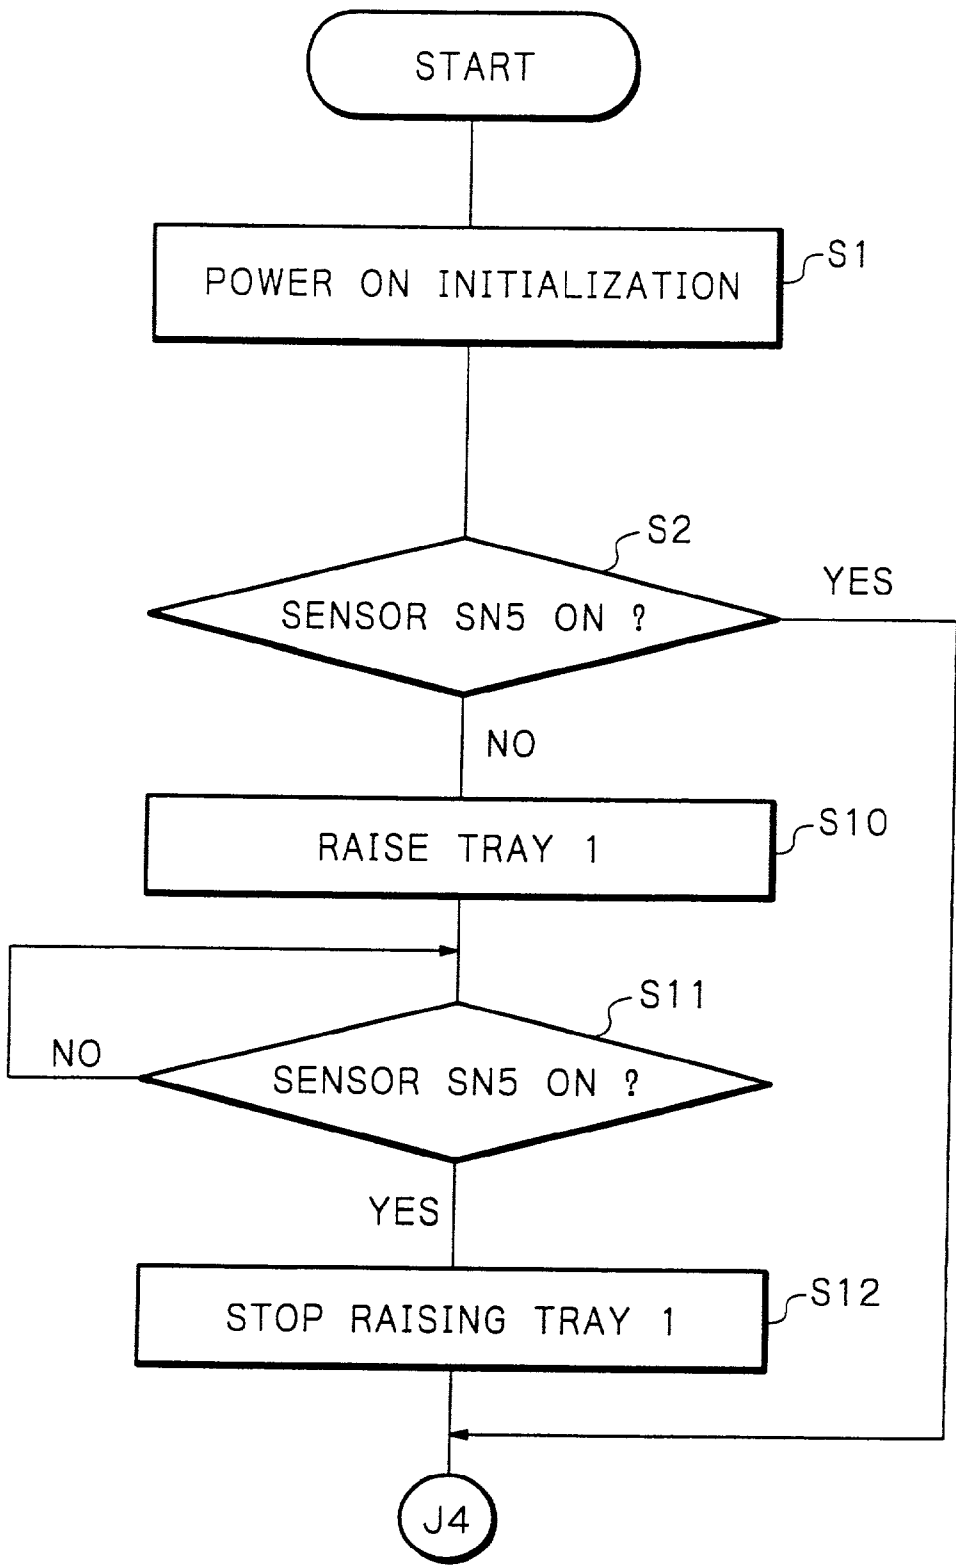 START
POWER ON INITIALIZATION
S1
S2
SENSOR SN5 ON ?
YES
NO
RAISE TRAY 1
S10
S11
NO
SENSOR SN5 ON ?
YES
STOP RAISING TRAY 1
S12
J4